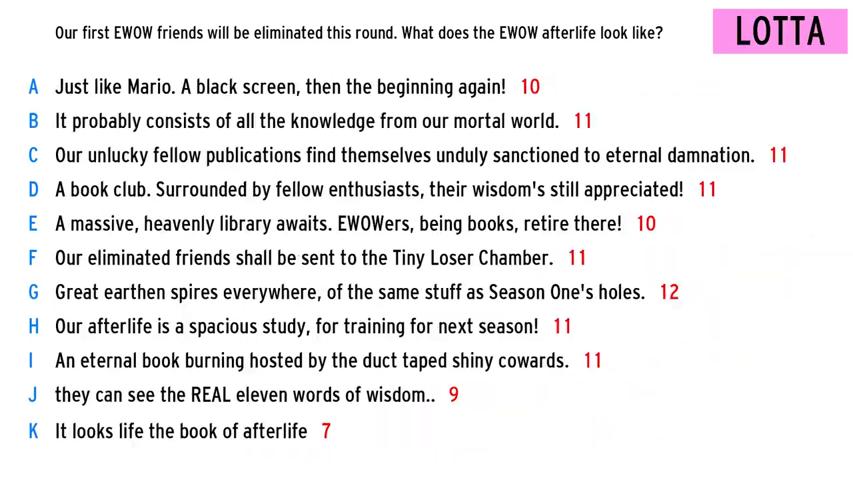 Our first EWOW friends will be eliminated this round. What does the EWOW afterlife look like?
LOTTA
A Just like Mario. A black screen, then the beginning again! 10
B It probably consists of all the knowledge from our mortal world. 11
C Our unlucky fellow publications find themselves unduly sanctioned to eternal damnation. 11
D A book club. Surrounded by fellow enthusiasts, their wisdom's still appreciated! 11
E A massive, heavenly library awaits. EWOWers, being books, retire there! 10
F Our eliminated friends shall be sent to the Tiny Loser Chamber. 11
G Great earthen spires everywhere, of the same stuff as Season One's holes. 12
H Our afterlife is a spacious study, for training for next season! 11
I An eternal book burning hosted by the duct taped shiny cowards. 11
J they can see the REAL eleven words of wisdom.. 9
K It looks life the book of afterlife 7